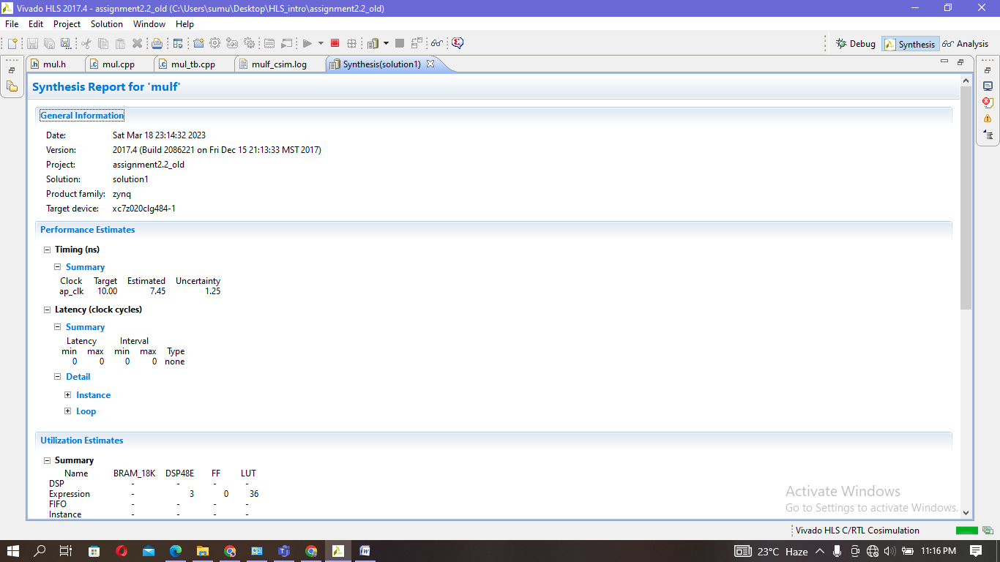 Vivado HLS 2017.4 - assignment2.2_old (C:\Users\sumu\Desktop\HLS_intro\assignment2.2_old)
File Edit Project Solution Window Help
Debug Synthesis Analysis
mul.h mul.cpp mul_tb.cpp mulf_csim.log Synthesis(solution1)
Synthesis Report for 'mulf'
General Information
Date: Sat Mar 18 23:14:32 2023
Version: 2017.4 (Build 2086221 on Fri Dec 15 21:13:33 MST 2017)
Project: assignment2.2_old
Solution: solution1
Product family: zynq
Target device: xc7z020clg484-1
Performance Estimates
Timing (ns)
Summary
Clock Target Estimated Uncertainty
ap_clk 10.00 7.45 1.25
Latency (clock cycles)
Summary
Latency Interval
min max min max Type
0 0 0 0 none
Detail
Instance
Loop
Utilization Estimates
Summary
Name BRAM_18K DSP48E FF LUT
DSP - - - -
Expression - 3 0 36
FIFO - - - -
Instance - - - -
Activate Windows
Go to Settings to activate Windows.
Vivado HLS C/RTL Cosimulation
23°C Haze 11:16 PM